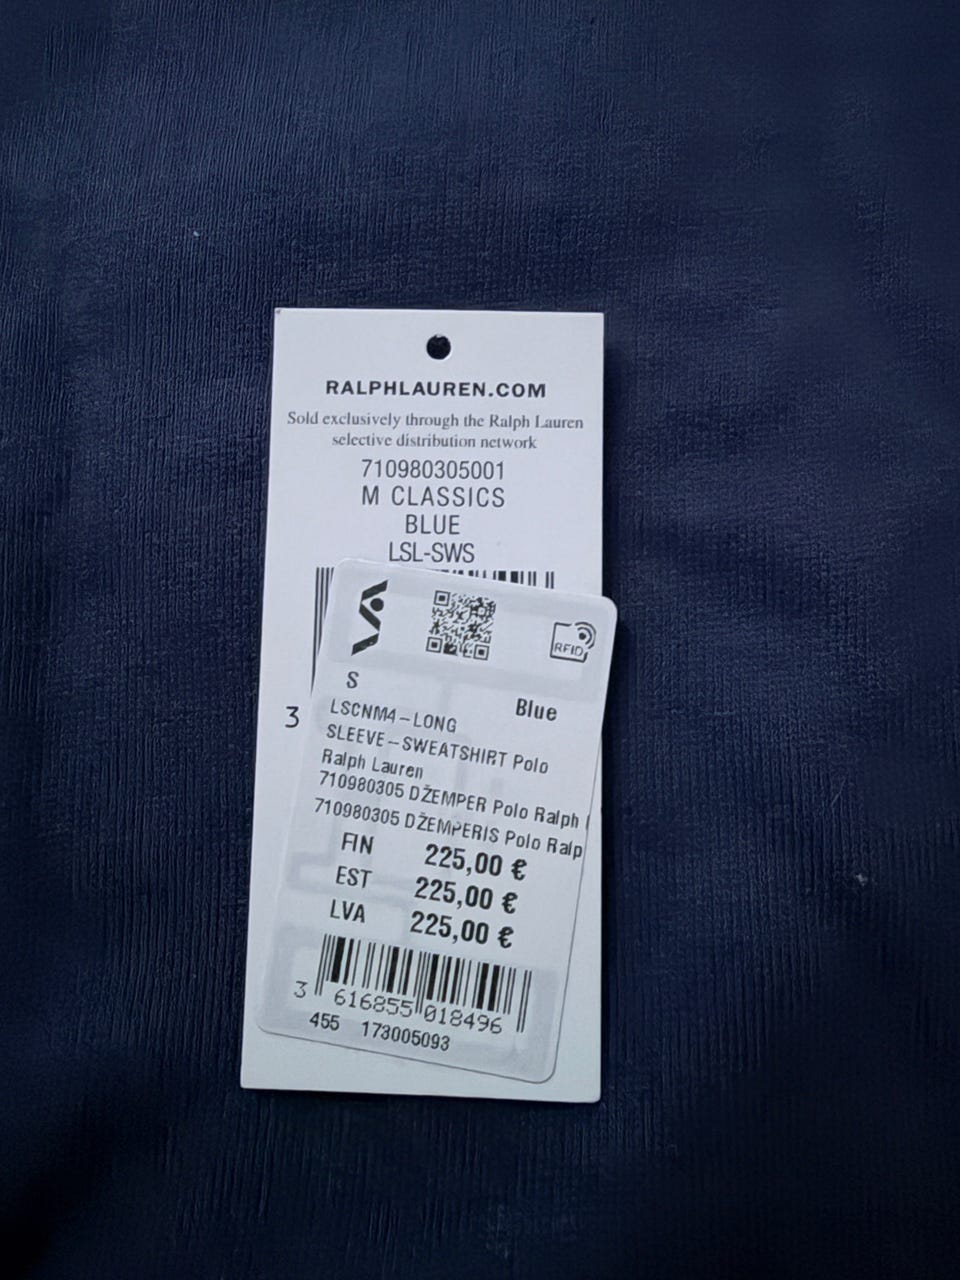 RALPHLAUREN.COM
Sold exclusively through the Ralph Lauren
selective distribution network
710980305001
M CLASSICS
BLUE
LSL-SWS
RFID
S
Blue
3
LSCNM4-LONG
SLEEVE-SWEATSHIRT Polo
Ralph Lauren
710980305 DŽEMPER Polo Ralph
710980305 DŽEMPERIS Polo Ralp
FIN 225,00 €
EST 225,00 €
LVA 225,00 €
3 616855 018496
455 173005093